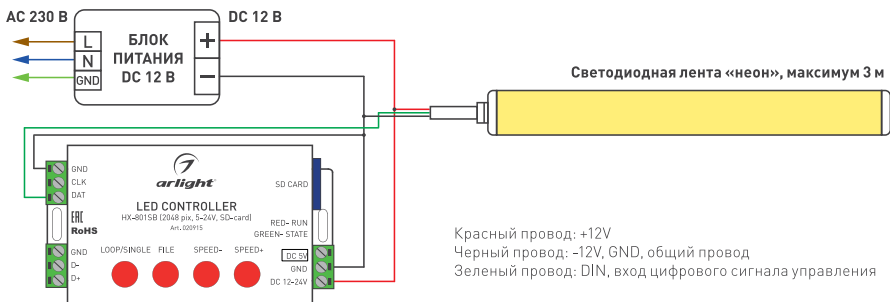 AC 230 В
DC 12 В
L
N
GND
БЛОК
ПИТАНИЯ
DC 12 В
+
−
Светодиодная лента «неон», максимум 3 м
GND
CLK
DAT
arlight
SD CARD
LED CONTROLLER
HX-801SB (2048 pix, 5-24V, SD-card)
Art. 020915
EAC
RoHS
RED- RUN
GREEN- STATE
GND
D-
D+
LOOP/SINGLE
FILE
SPEED-
SPEED+
DC 5V
GND
DC 12-24V
Красный провод: +12V
Черный провод: -12V, GND, общий провод
Зеленый провод: DIN, вход цифрового сигнала управления